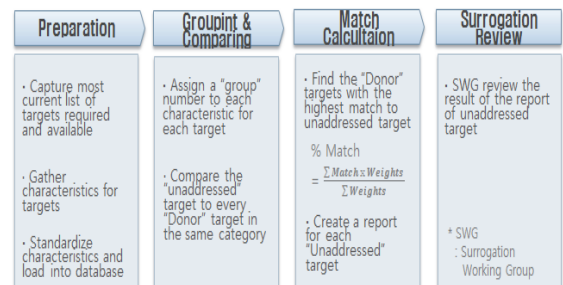 Preparation
· Capture most
current list of
targets required
and available
· Gather
characteristics for
targets
· Standardize
characteristics and
load into database
Groupint &
Comparing
· Assign a “group”
number to each
characteristic for
each target
· Compare the
“unaddressed”
target to every
“Donor” target in
the same category
Match
Calcultaion
· Find the “Donor”
targets with the
highest match to
unaddressed target
% Match
= ∑ Match x Weights / ∑ Weights
· Create a report
for each
“Unaddressed”
target
Surrogation
Review
· SWG review the
result of the report
of unaddressed
target
* SWG
: Surrogation
Working Group